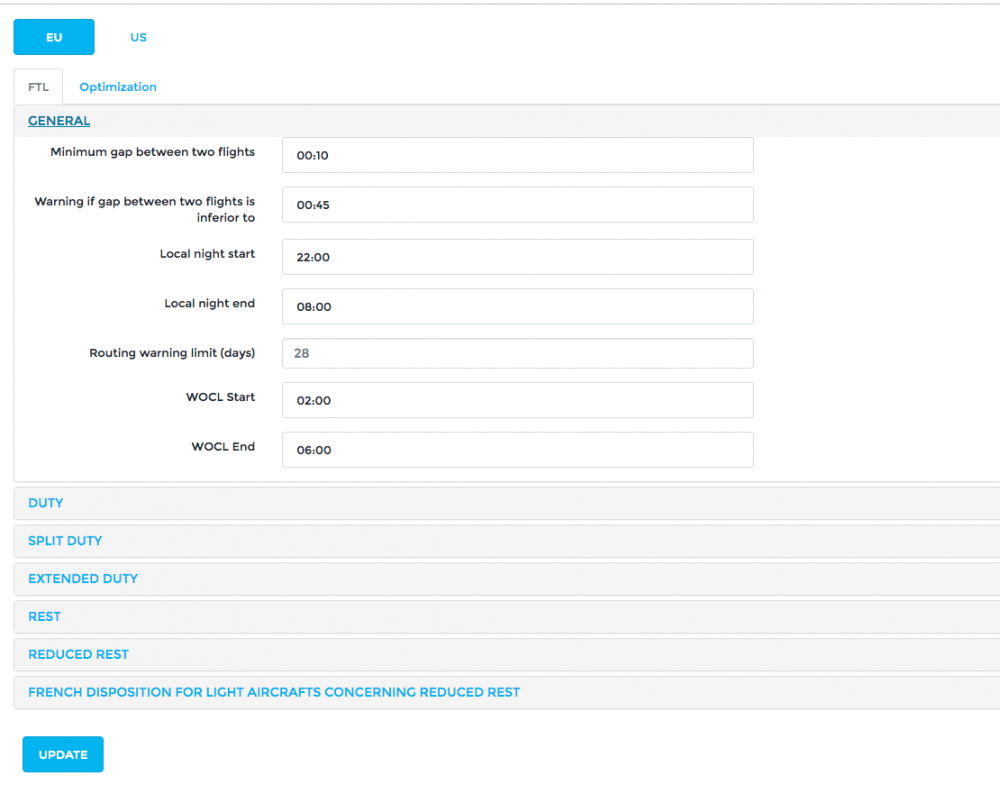 EU
US
FTL
Optimization
GENERAL
Minimum gap between two flights
00:10
Warning if gap between two flights is
inferior to
00:45
Local night start
22:00
Local night end
08:00
Routing warning limit (days)
28
WOCL Start
02:00
WOCL End
06:00
DUTY
SPLIT DUTY
EXTENDED DUTY
REST
REDUCED REST
FRENCH DISPOSITION FOR LIGHT AIRCRAFTS CONCERNING REDUCED REST
UPDATE